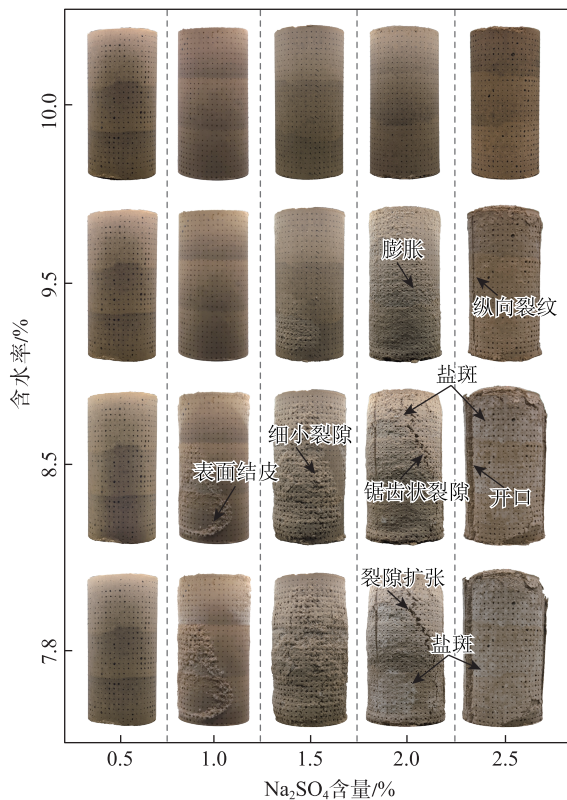 含水率/%
10.0
9.5
膨胀
纵向裂纹
8.5
盐斑
细小裂隙
表面结皮
锯齿状裂隙
开口
7.8
裂隙扩张
盐斑
0.5 1.0 1.5 2.0 2.5
Na₂SO₄含量/%